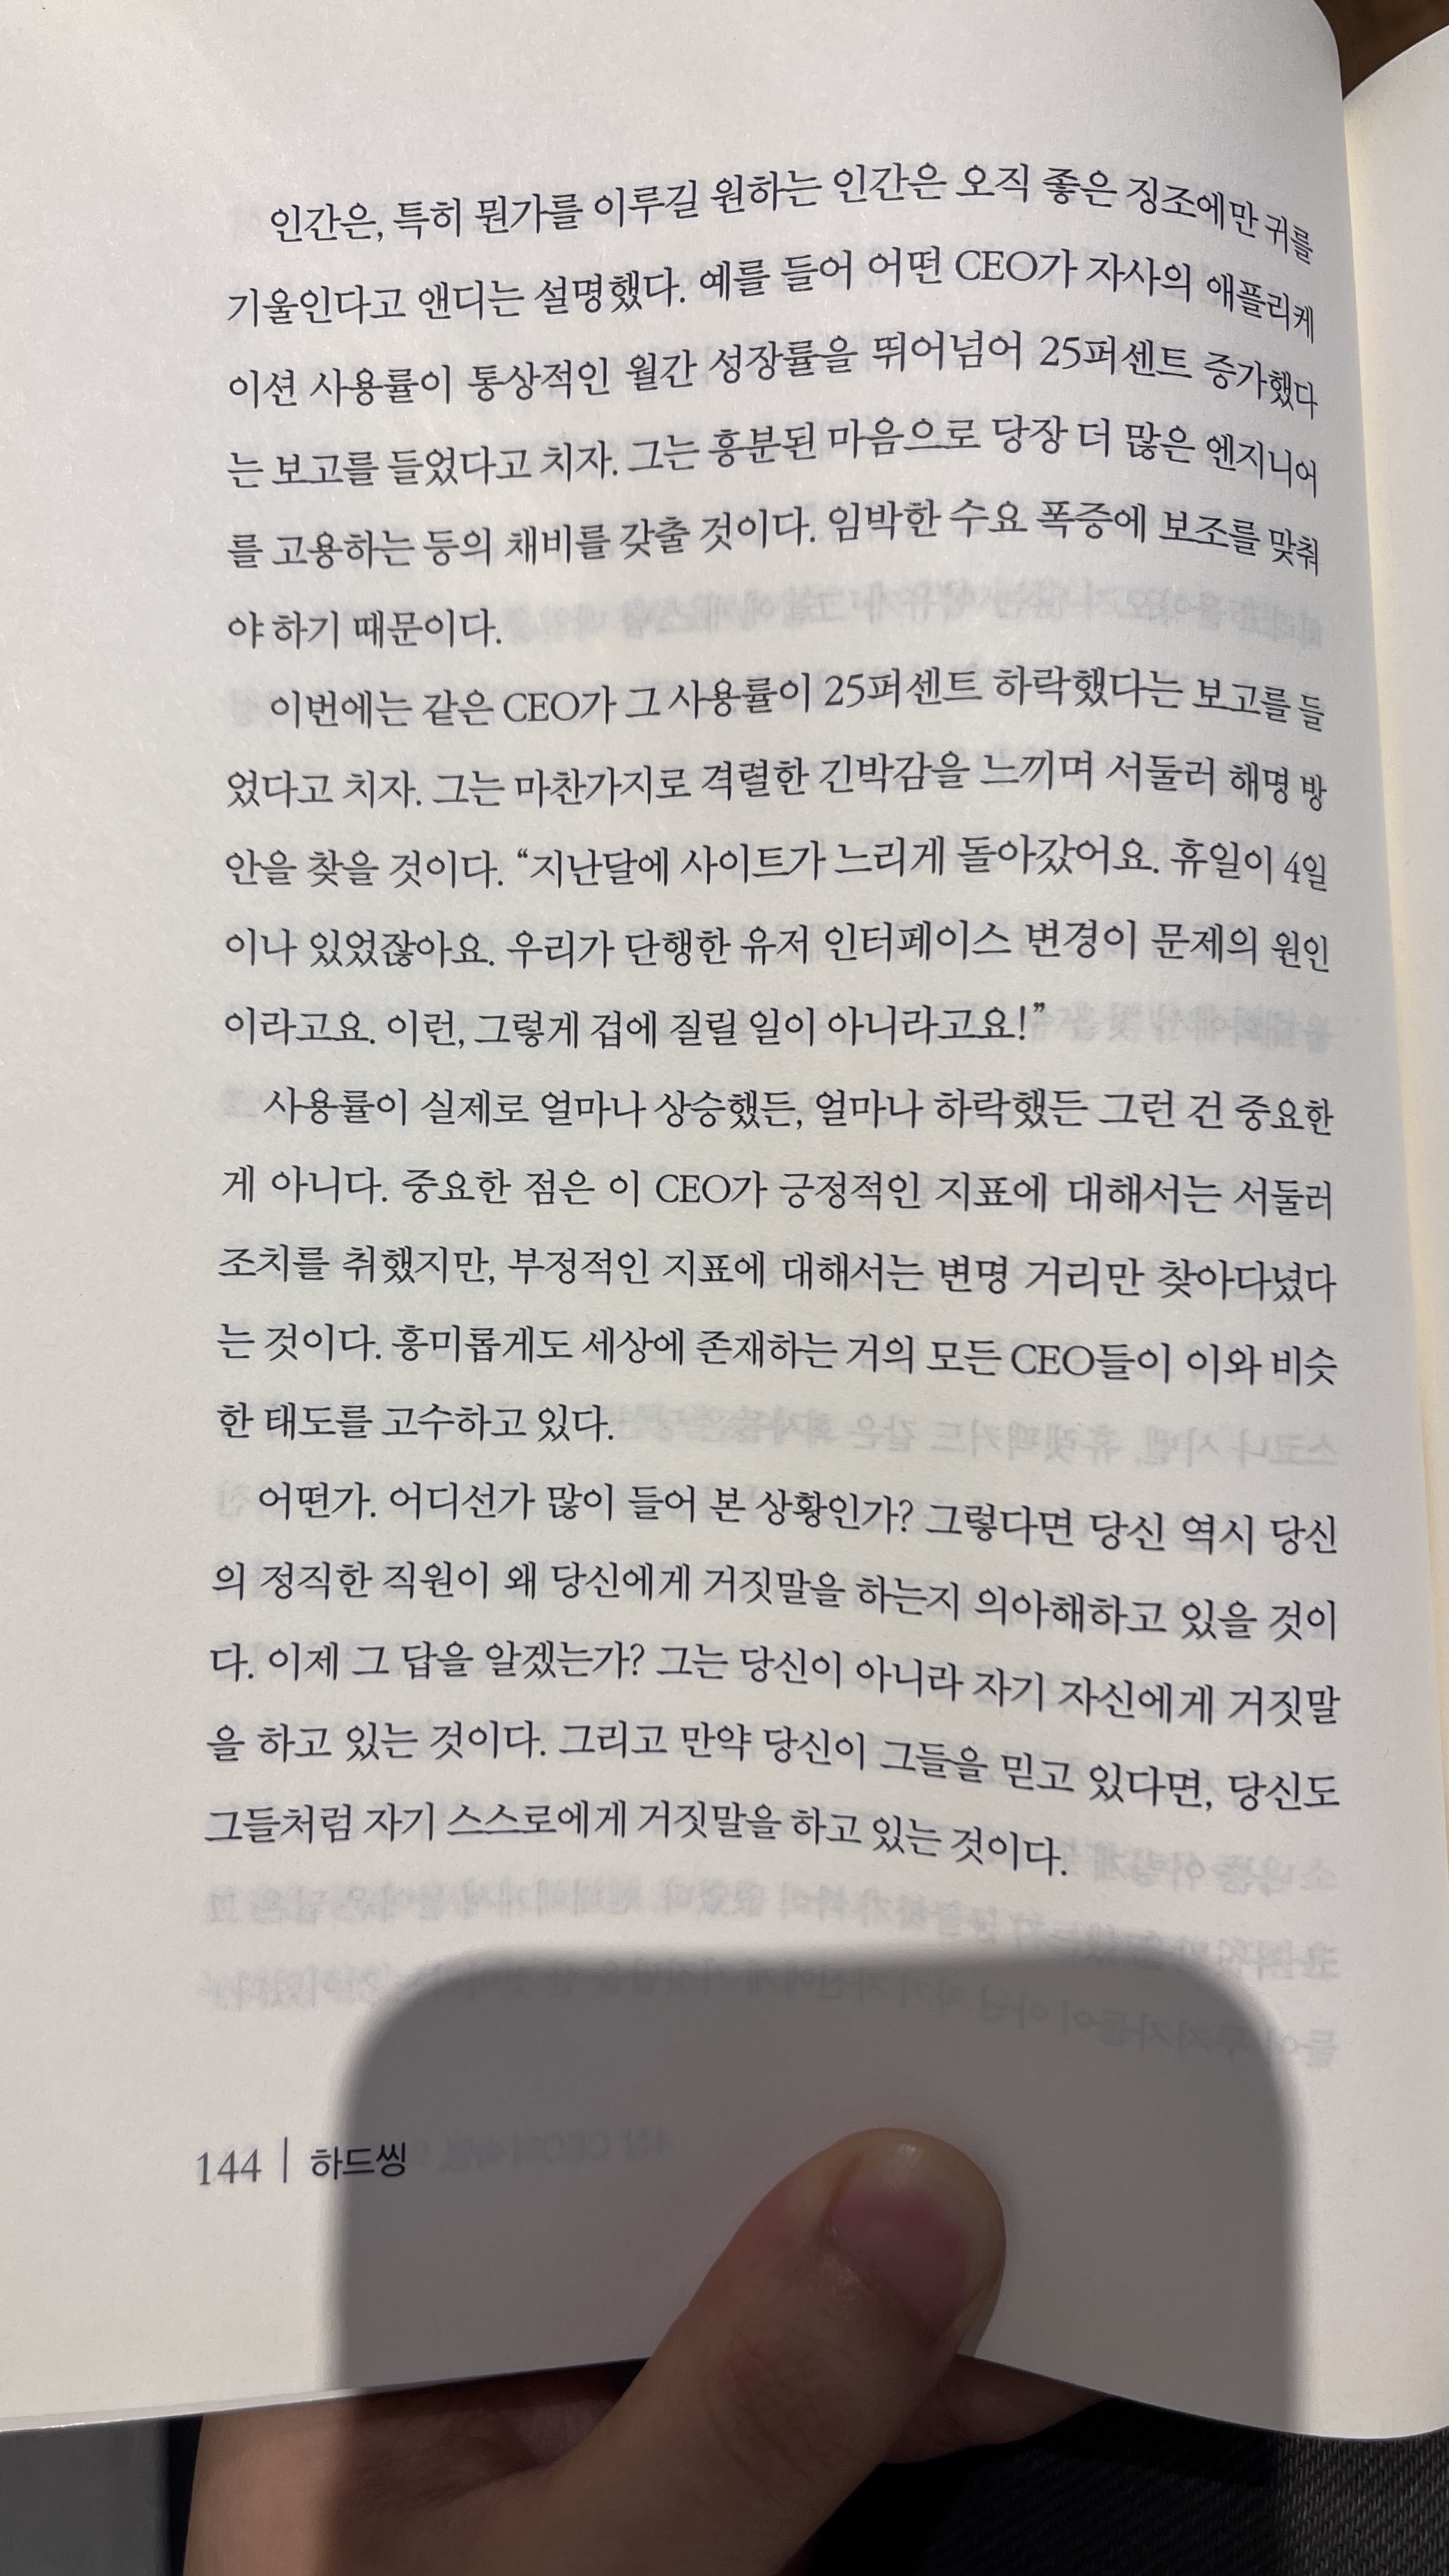 인간은, 특히 뭔가를 이루길 원하는 인간은 오직 좋은 징조에만 귀를
기울인다고 앤디는 설명했다. 예를 들어 어떤 CEO가 자사의 애플리케
이션 사용률이 통상적인 월간 성장률을 뛰어넘어 25퍼센트 증가했다
는 보고를 들었다고 치자. 그는 흥분된 마음으로 당장 더 많은 엔지니어
를 고용하는 등의 채비를 갖출 것이다. 임박한 수요 폭증에 보조를 맞춰
야 하기 때문이다.
이번에는 같은 CEO가 그 사용률이 25퍼센트 하락했다는 보고를 들
었다고 치자. 그는 마찬가지로 격렬한 긴박감을 느끼며 서둘러 해명 방
안을 찾을 것이다. “지난달에 사이트가 느리게 돌아갔어요. 휴일이 4일
이나 있었잖아요. 우리가 단행한 유저 인터페이스 변경이 문제의 원인
이라고요. 이런, 그렇게 겁에 질릴 일이 아니라고요!”
사용률이 실제로 얼마나 상승했든, 얼마나 하락했든 그런 건 중요한
게 아니다. 중요한 점은 이 CEO가 긍정적인 지표에 대해서는 서둘러
조치를 취했지만, 부정적인 지표에 대해서는 변명 거리만 찾아다녔다
는 것이다. 흥미롭게도 세상에 존재하는 거의 모든 CEO들이 이와 비슷
한 태도를 고수하고 있다.
어떤가. 어디선가 많이 들어 본 상황인가? 그렇다면 당신 역시 당신
의 정직한 직원이 왜 당신에게 거짓말을 하는지 의아해하고 있을 것이
다. 이제 그 답을 알겠는가? 그는 당신이 아니라 자기 자신에게 거짓말
을 하고 있는 것이다. 그리고 만약 당신이 그들을 믿고 있다면, 당신도
그들처럼 자기 스스로에게 거짓말을 하고 있는 것이다.
144 | 하드씽